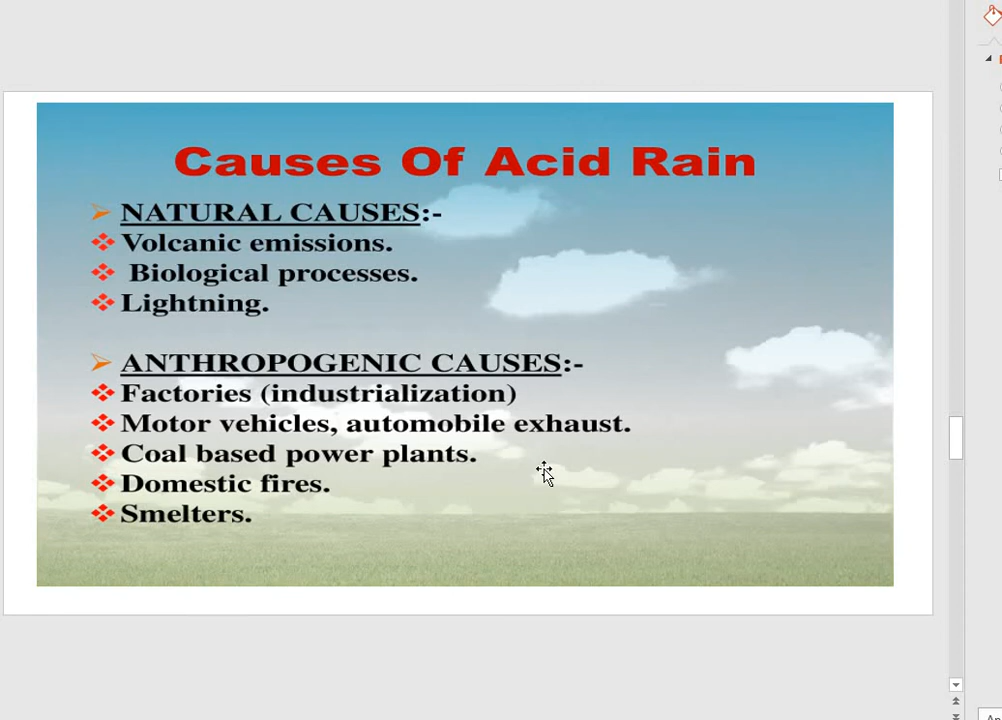 Causes Of Acid Rain
NATURAL CAUSES:-
Volcanic emissions.
Biological processes.
Lightning.
ANTHROPOGENIC CAUSES:-
Factories (industrialization)
Motor vehicles, automobile exhaust.
Coal based power plants.
Domestic fires.
Smelters.